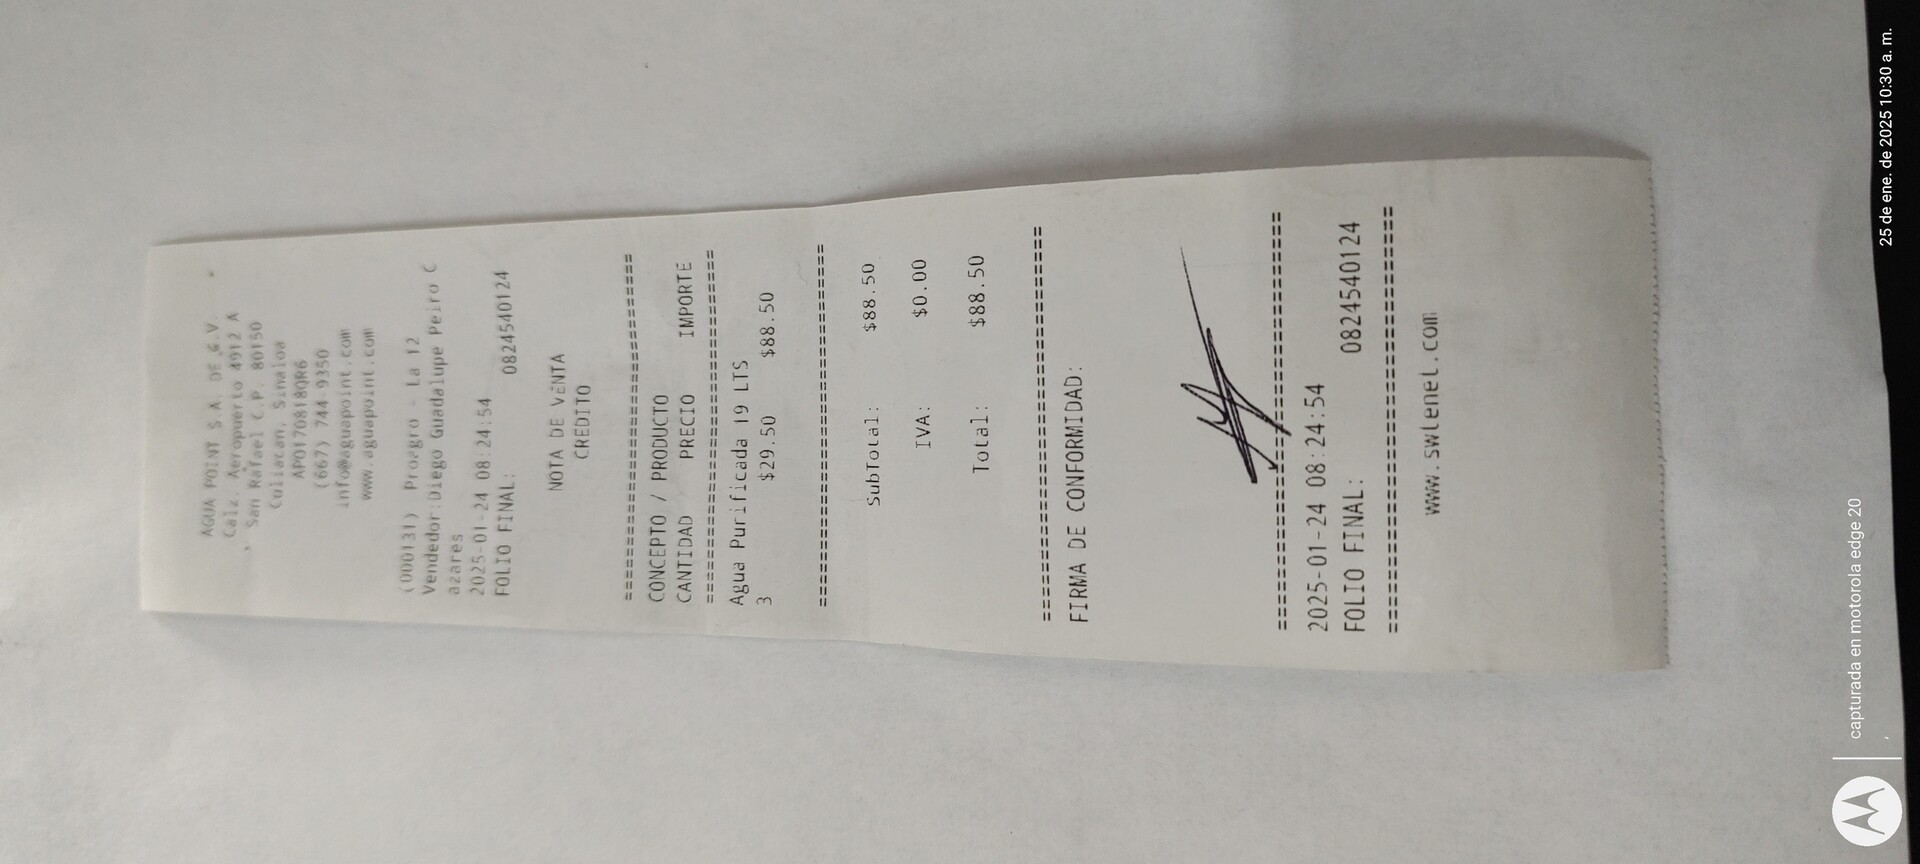 AGUA POINT S.A. DE C.V.
Calz. Aeropuerto 4912 A
, San Rafael C.P. 80150
Culiacan, Sinaloa
APO170818QR6
(667) 744-9350
info@aguapoint.com
www.aguapoint.com
(000131) Proagro - La 12
Vendedor:Diego Guadalupe Peiro C
azares
2025-01-24 08:24:54
FOLIO FINAL: 0824540124
NOTA DE VENTA
CREDITO
================================
CONCEPTO / PRODUCTO
CANTIDAD PRECIO IMPORTE
================================
Agua Purificada 19 LTS
3 $29.50 $88.50
================================
SubTotal: $88.50
IVA: $0.00
Total: $88.50
================================
FIRMA DE CONFORMIDAD:
================================
2025-01-24 08:24:54
FOLIO FINAL: 0824540124
================================
www.swlenel.com
capturada en motorola edge 20
25 de ene. de 2025 10:30 a. m.